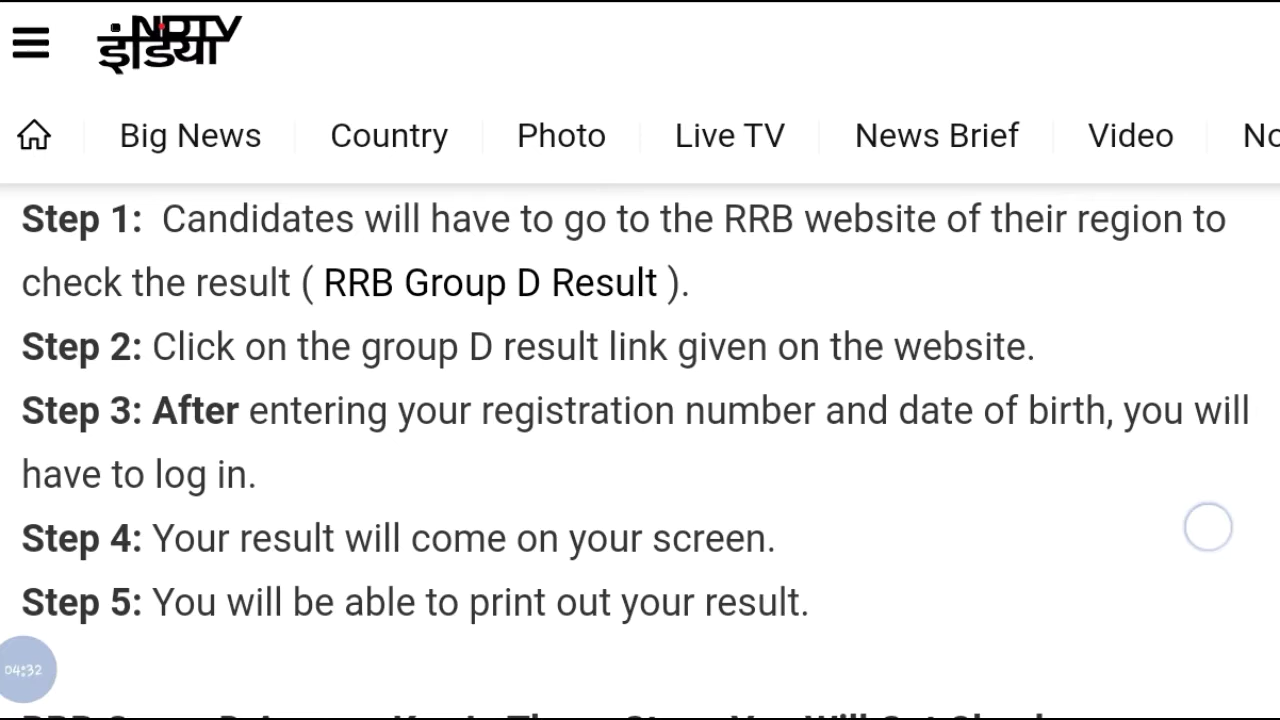 NDTV
इंडिया
Big News Country Photo Live TV News Brief Video
Step 1: Candidates will have to go to the RRB website of their region to
check the result ( RRB Group D Result ).
Step 2: Click on the group D result link given on the website.
Step 3: After entering your registration number and date of birth, you will
have to log in.
Step 4: Your result will come on your screen.
Step 5: You will be able to print out your result.
04:32